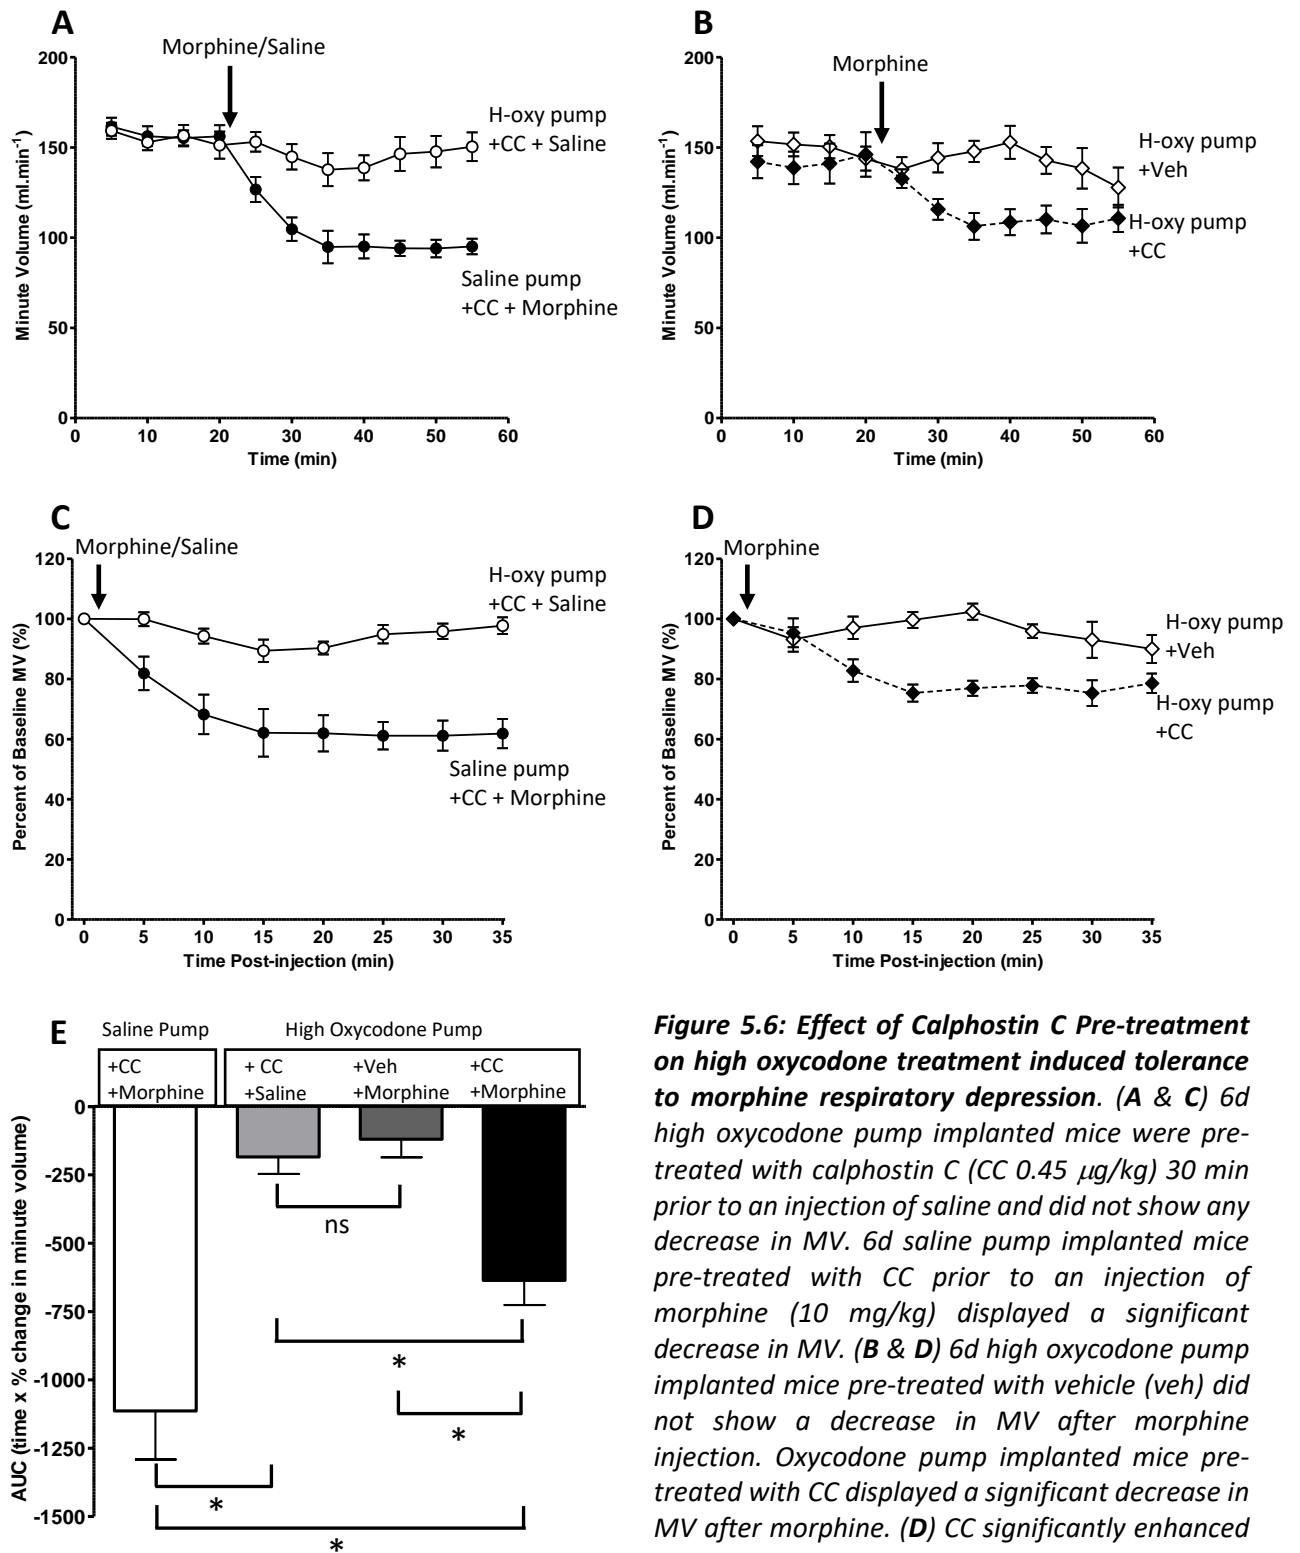 A
Morphine/Saline
200
150
100
50
0
Minute Volume (ml.min-1)
H-oxy pump
+CC + Saline
Saline pump
+CC + Morphine
0 10 20 30 40 50 60
Time (min)
B
Morphine
200
150
100
50
0
Minute Volume (ml.min-1)
H-oxy pump
+Veh
H-oxy pump
+CC
0 10 20 30 40 50 60
Time (min)
C
Morphine/Saline
120
100
80
60
40
20
0
Percent of Baseline MV (%)
H-oxy pump
+CC + Saline
Saline pump
+CC + Morphine
0 5 10 15 20 25 30 35
Time Post-injection (min)
D
Morphine
120
100
80
60
40
20
0
Percent of Baseline MV (%)
H-oxy pump
+Veh
H-oxy pump
+CC
0 5 10 15 20 25 30 35
Time Post-injection (min)
E
Saline Pump
High Oxycodone Pump
+CC
+Morphine
+ CC
+Saline
+Veh
+Morphine
+CC
+Morphine
0
-250
-500
-750
-1000
-1250
-1500
AUC (time x % change in minute volume)
ns
*
*
*
*
Figure 5.6: Effect of Calphostin C Pre-treatment
on high oxycodone treatment induced tolerance
to morphine respiratory depression. (A & C) 6d
high oxycodone pump implanted mice were pre-
treated with calphostin C (CC 0.45 μg/kg) 30 min
prior to an injection of saline and did not show any
decrease in MV. 6d saline pump implanted mice
pre-treated with CC prior to an injection of
morphine (10 mg/kg) displayed a significant
decrease in MV. (B & D) 6d high oxycodone pump
implanted mice pre-treated with vehicle (veh) did
not show a decrease in MV after morphine
injection. Oxycodone pump implanted mice pre-
treated with CC displayed a significant decrease in
MV after morphine. (D) CC significantly enhanced